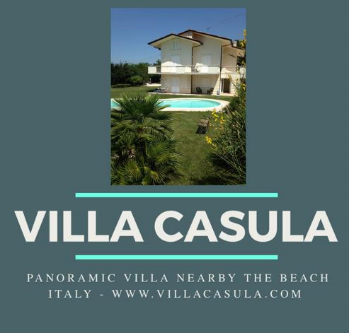 VILLA CASULA
PANORAMIC VILLA NEARBY THE BEACH
ITALY - WWW.VILLACASULA.COM